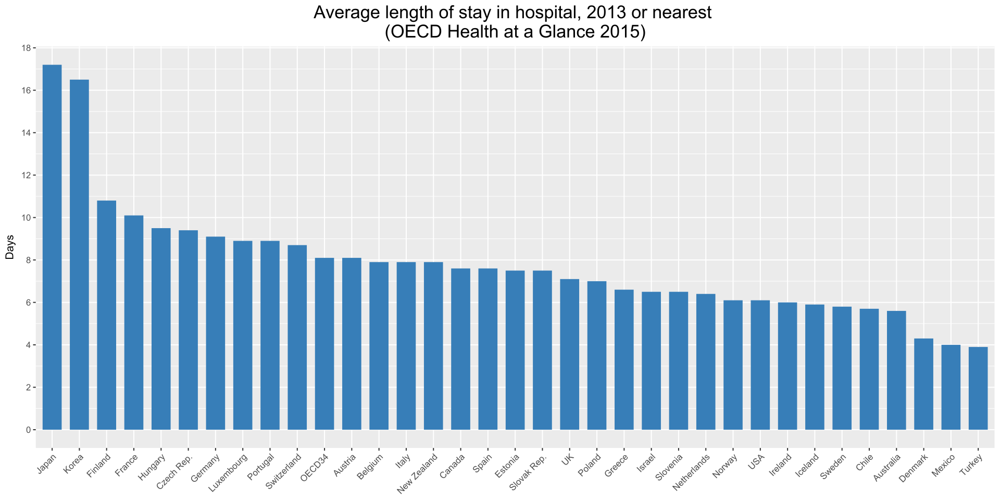 Average length of stay in hospital, 2013 or nearest
(OECD Health at a Glance 2015)
18
16
14
12
10
8
6
4
2
0
Days
Japan
Korea
Finland
France
Hungary
Czech Rep.
Germany
Luxembourg
Portugal
Switzerland
OECD34
Austria
Belgium
Italy
New Zealand
Canada
Spain
Estonia
Slovak Rep.
UK
Poland
Greece
Israel
Slovenia
Netherlands
Norway
USA
Ireland
Iceland
Sweden
Chile
Australia
Denmark
Mexico
Turkey